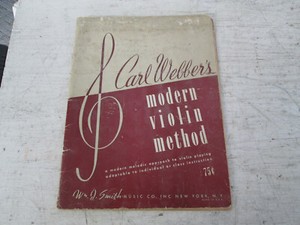 Carl Webber's
modern
violin
method
a modern melodic approach to violin playing
adaptable to individual or class instruction
75¢
Wm. J. Smith MUSIC CO. INC. NEW YORK, N.Y.